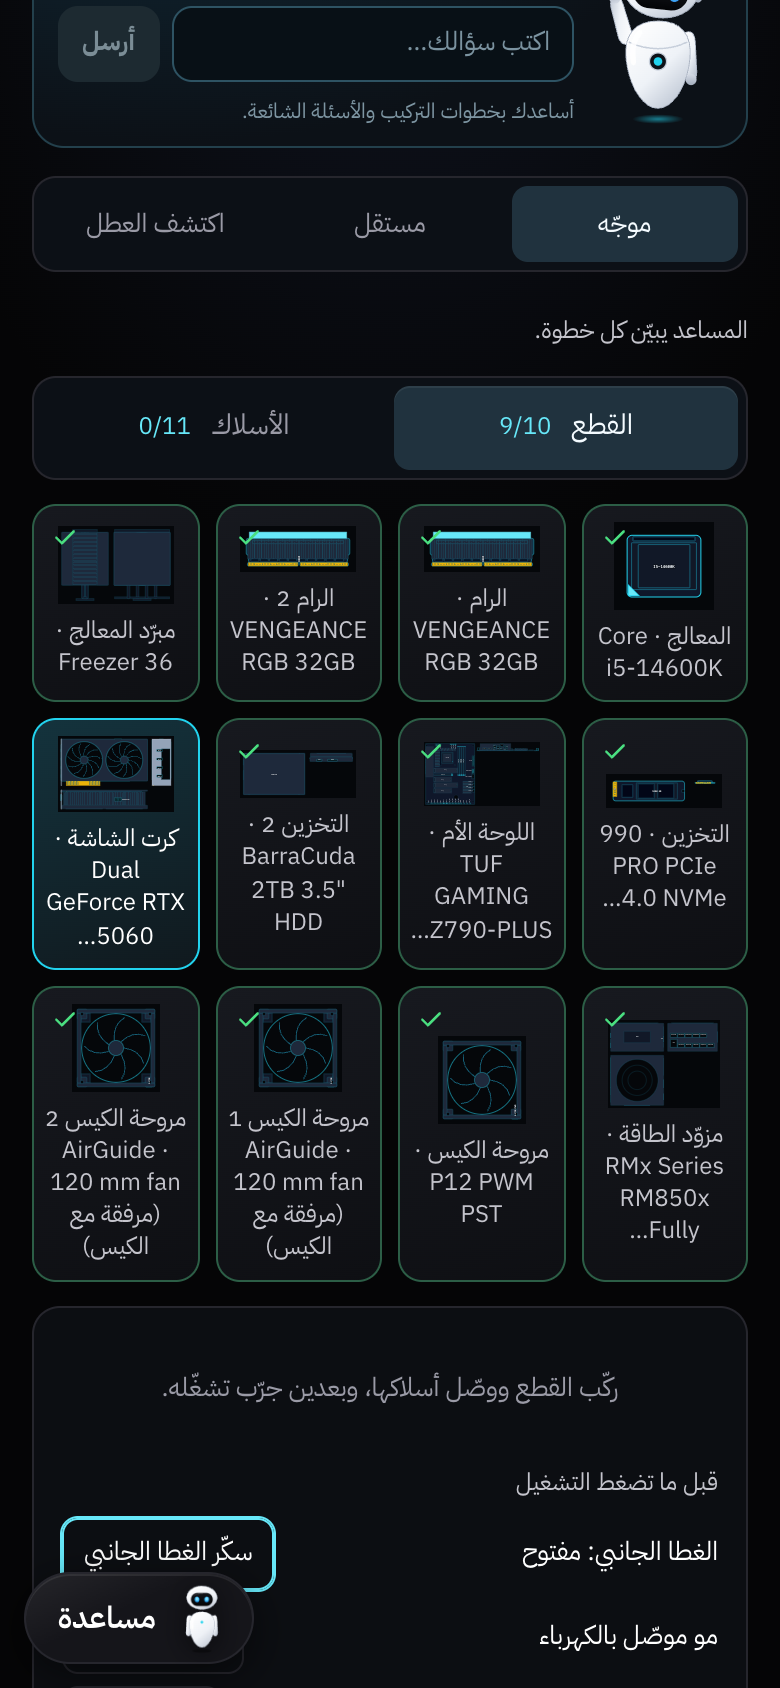 اكتب سؤالك...
أرسل
أساعدك بخطوات التركيب والأسئلة الشائعة.
موجّه
مستقل
اكتشف العطل
المساعد يبيّن كل خطوة.
القطع 9/10
الأسلاك 0/11
المعالج · Core
i5-14600K
الرام ·
VENGEANCE
RGB 32GB
الرام 2 ·
VENGEANCE
RGB 32GB
مبرّد المعالج ·
Freezer 36
التخزين · 990
PRO PCIe
4.0 NVMe...
اللوحة الأم ·
TUF
GAMING
Z790-PLUS...
التخزين 2 ·
BarraCuda
2TB 3.5"
HDD
كرت الشاشة ·
Dual
GeForce RTX
5060...
مزوّد الطاقة ·
RMx Series
RM850x
Fully...
مروحة الكيس ·
P12 PWM
PST
مروحة الكيس 1
· AirGuide
120 mm fan
(مرفقة مع
الكيس)
مروحة الكيس 2
· AirGuide
120 mm fan
(مرفقة مع
الكيس)
ركّب القطع ووصّل أسلاكها، وبعدين جرّب تشغّله.
قبل ما تضغط التشغيل
الغطا الجانبي: مفتوح
سكّر الغطا الجانبي
مو موصّل بالكهرباء
مساعدة